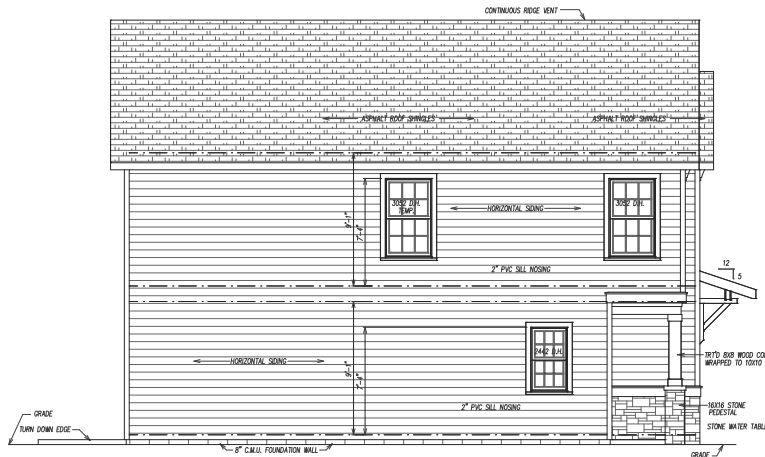 CONTINUOUS RIDGE VENT
ASPHALT ROOF SHINGLES
ASPHALT ROOF SHINGLES
3052 D.H.
TEMP.
HORIZONTAL SIDING
3052 D.H.
9'-1"
7'-4"
2" PVC SILL NOSING
12
5
2442 D.H.
HORIZONTAL SIDING
9'-1"
7'-4"
TRT'D 8X8 WOOD CO
WRAPPED TO 10X10
2" PVC SILL NOSING
16X16 STONE
PEDESTAL
GRADE
TURN DOWN EDGE
STONE WATER TABL
8" C.M.U. FOUNDATION WALL
GRADE